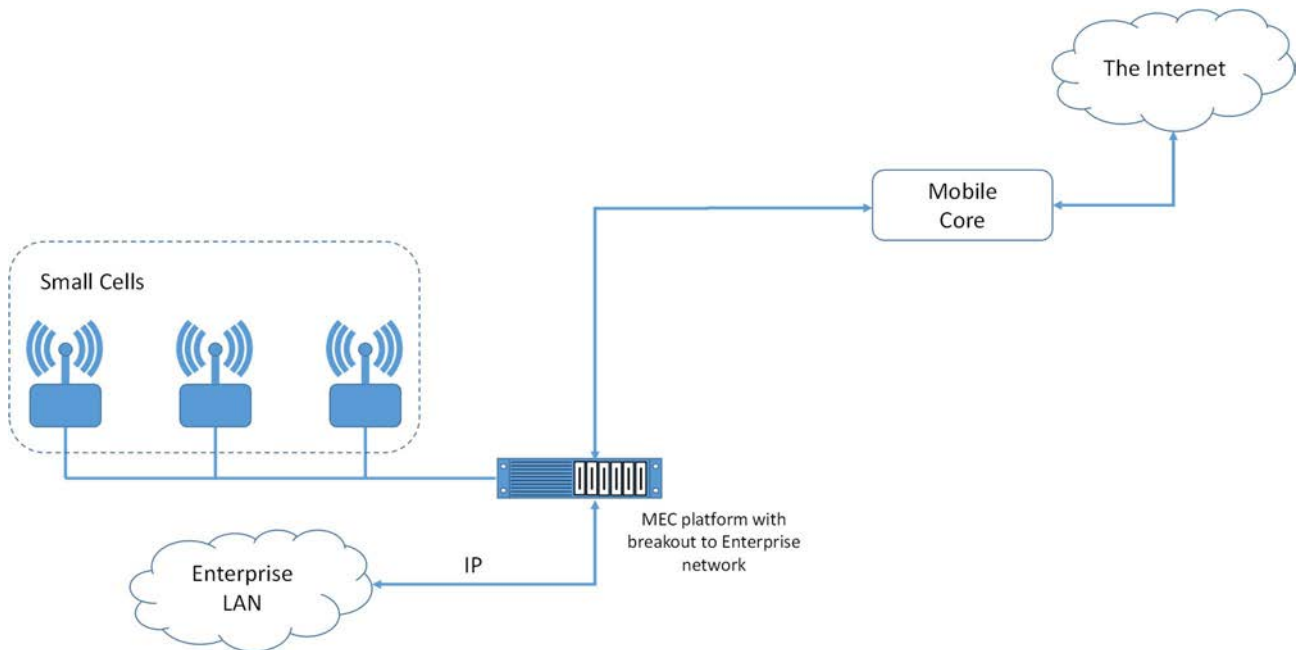 The Internet
Mobile
Core
Small Cells
MEC platform with
breakout to Enterprise
network
IP
Enterprise
LAN